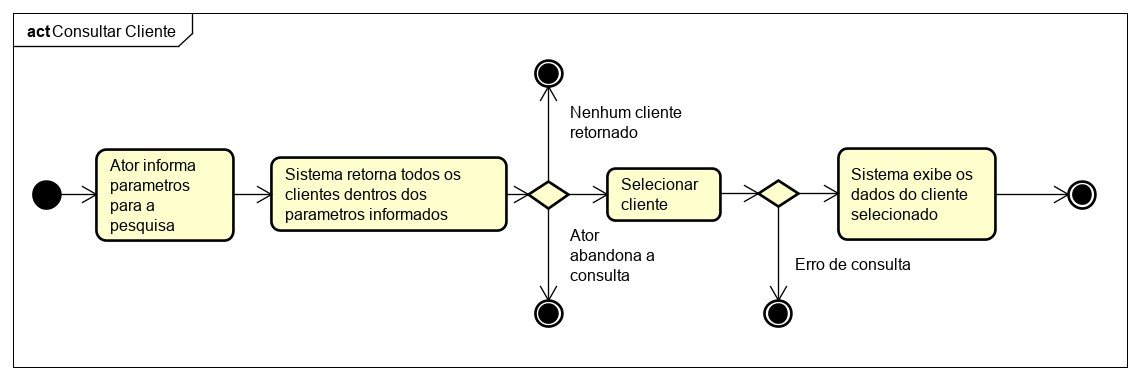 act Consultar Cliente
Ator informa
parametros
para a
pesquisa
Sistema retorna todos os
clientes dentros dos
parametros informados
Nenhum cliente
retornado
Ator
abandona a
consulta
Selecionar
cliente
Erro de consulta
Sistema exibe os
dados do cliente
selecionado